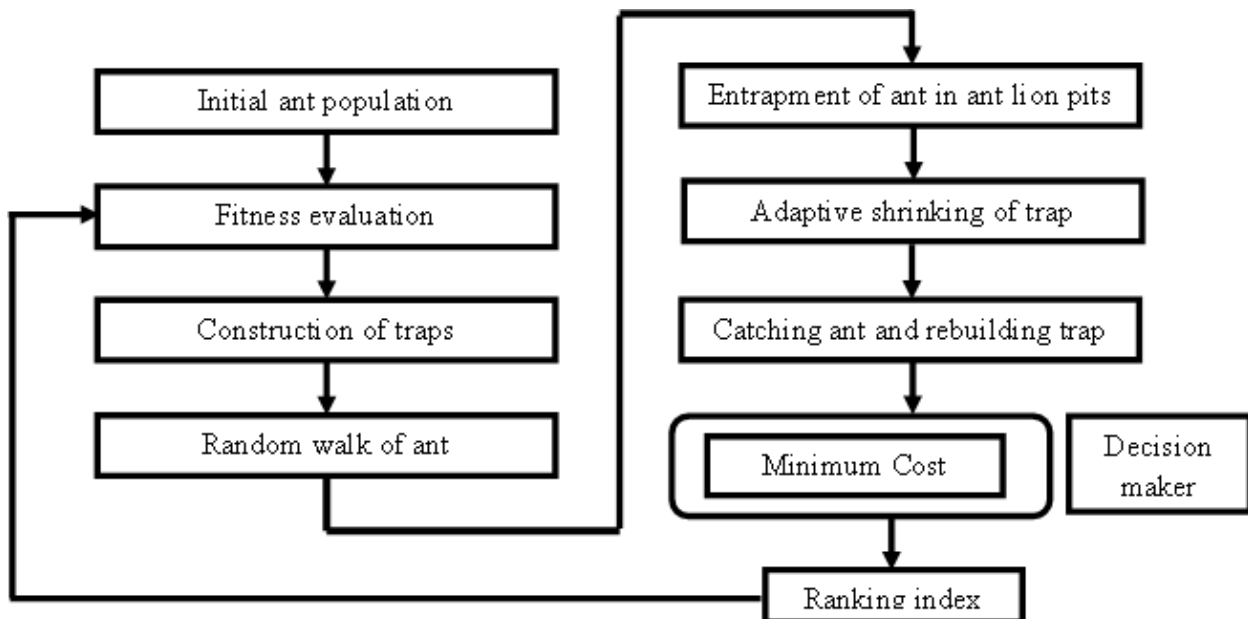 Initial ant population
Fitness evaluation
Construction of traps
Random walk of ant
Entrapment of ant in ant lion pits
Adaptive shrinking of trap
Catching ant and rebuilding trap
Minimum Cost
Decision
maker
Ranking index